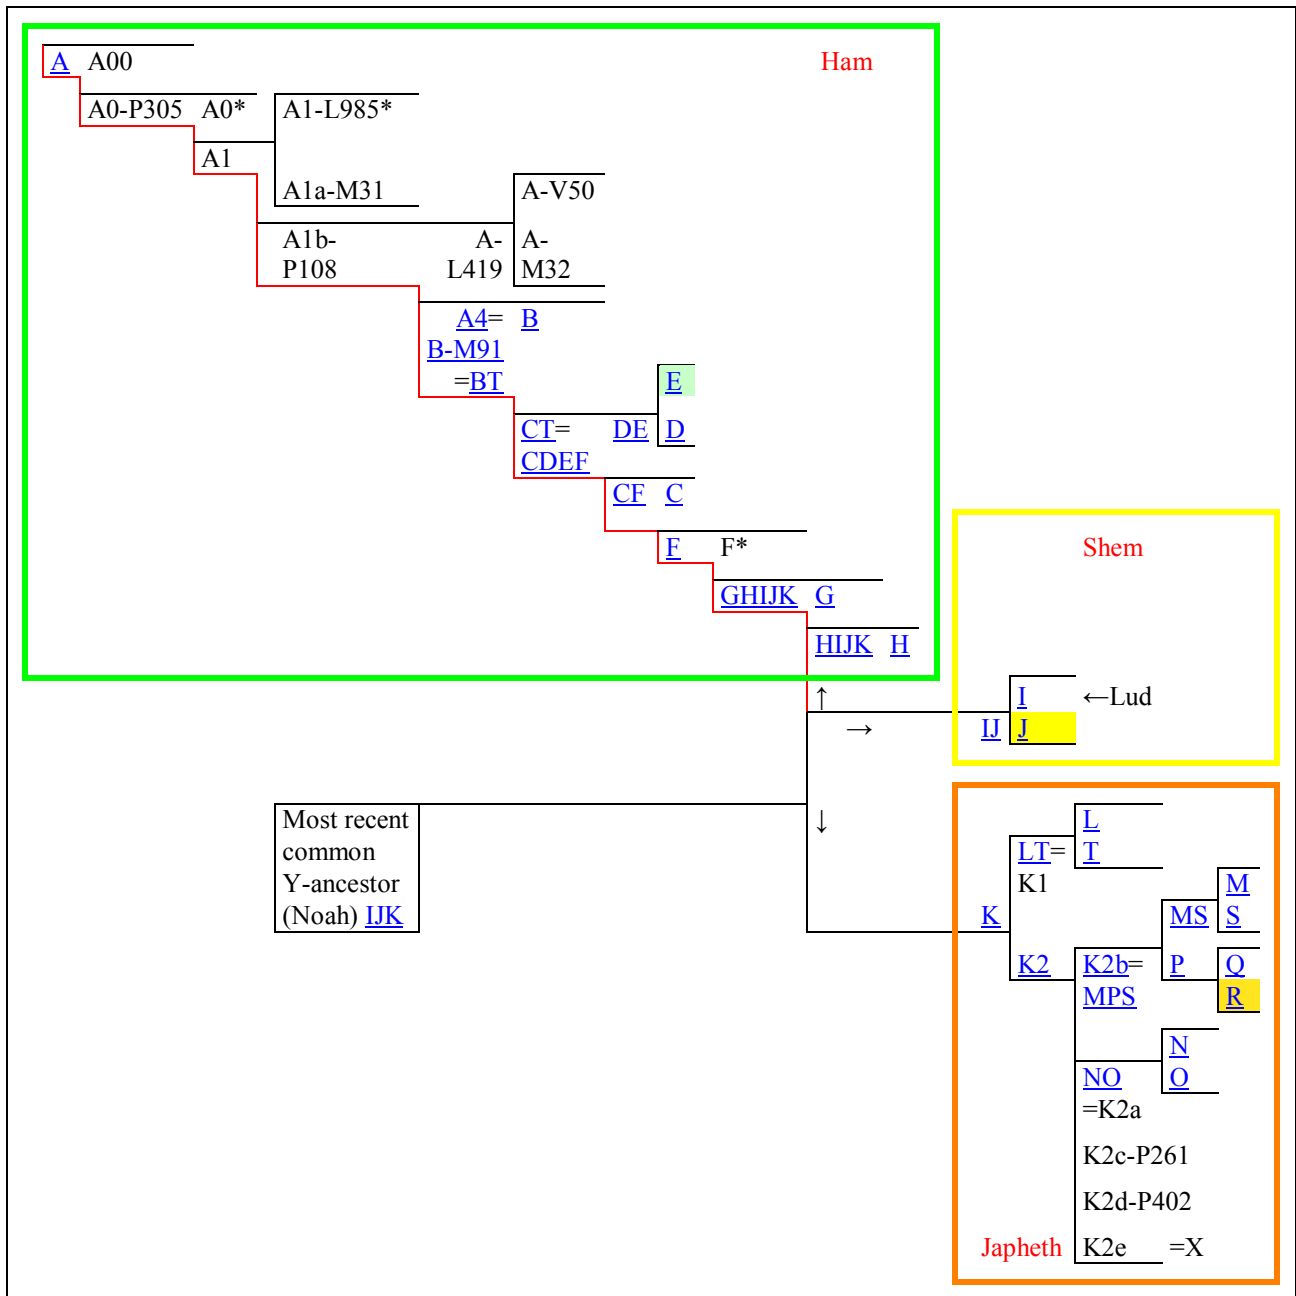 A A00 Ham
A0-P305 A0* A1-L985*
A1
A1a-M31 A-V50
A1b- A- A-
P108 L419 M32
A4= B
B-M91
=BT E
CT= DE D
CDEF
CF C
F F* Shem
GHIJK G
HIJK H
↑ I ←Lud
→ IJ J
Most recent ↓ L
common LT= T
Y-ancestor K1 M
(Noah) IJK K MS S
K2 K2b= P Q
MPS R
N
NO O
=K2a
K2c-P261
K2d-P402
Japheth K2e =X